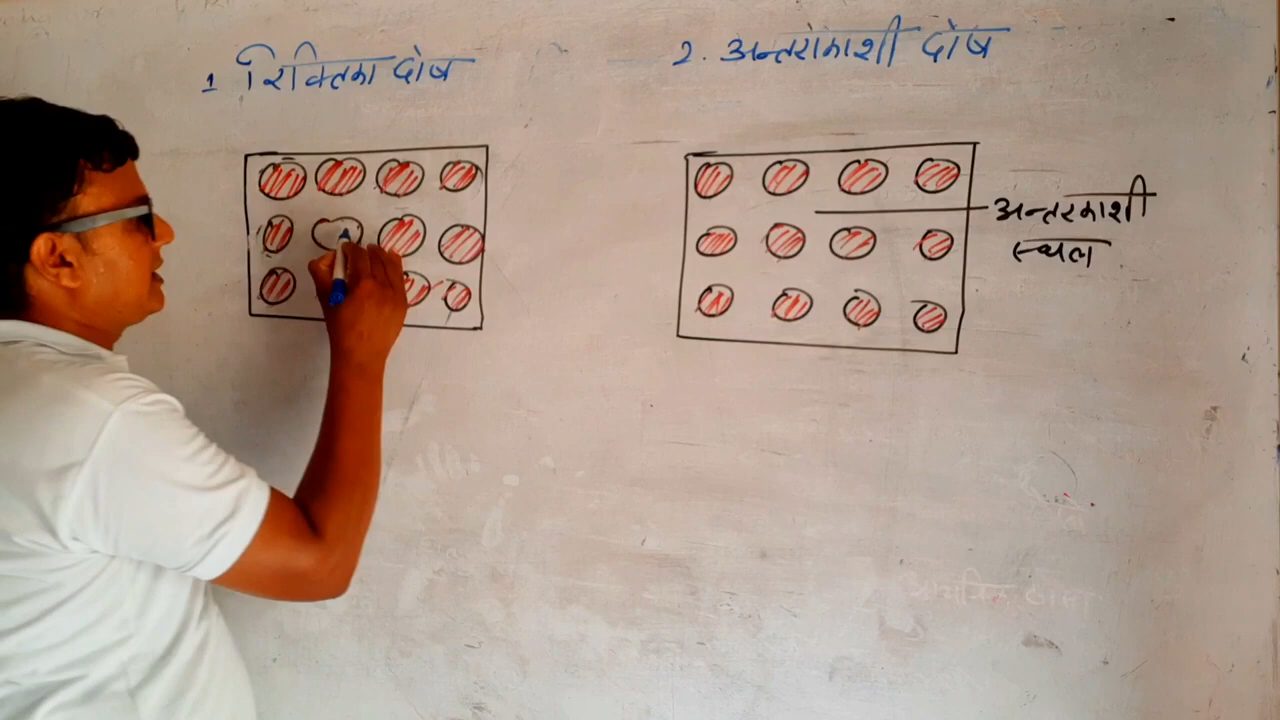 1 रिक्तिका दोष
2. अन्तराकाशी दोष
अन्तरकाशी
स्थल